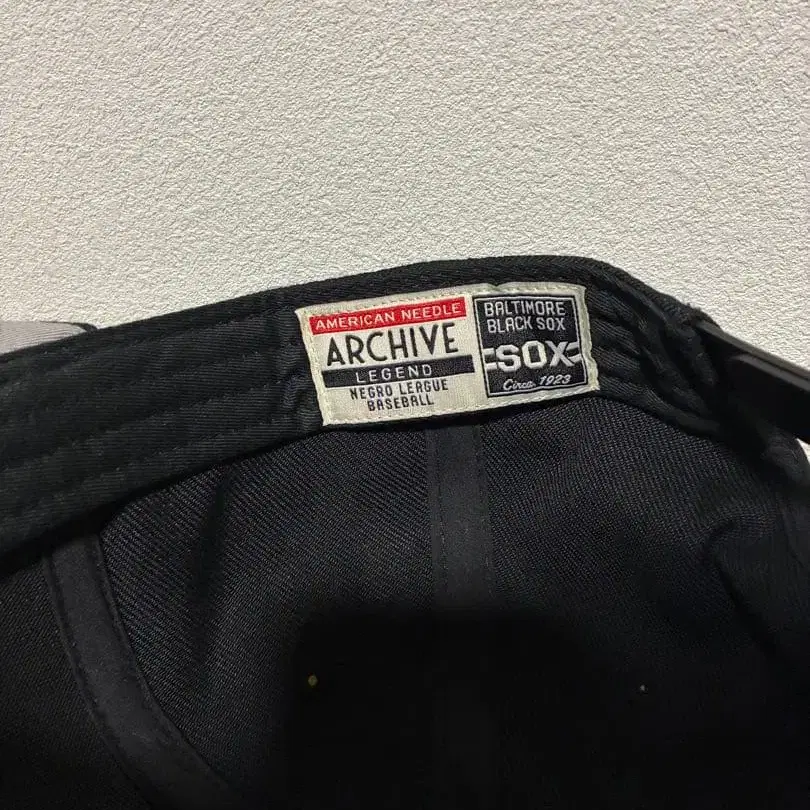 AMERICAN NEEDLE
ARCHIVE
LEGEND
NEGRO LEAGUE
BASEBALL
BALTIMORE
BLACK SOX
SOX
Circa 1923